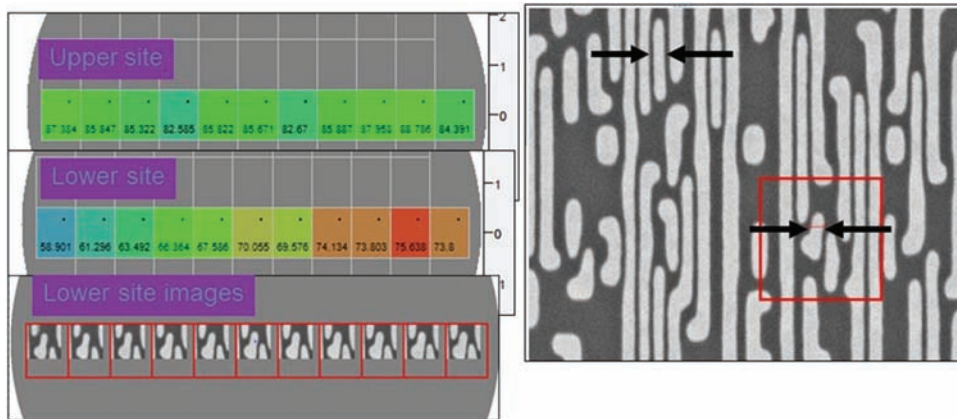 2
Upper site
1
87.384 85.847 85.322 82.585 85.822 85.671 82.67 85.887 87.958 88.786 84.391
0
Lower site
1
58.901 61.296 63.492 66.364 67.586 70.055 69.576 74.134 73.803 75.638 73.8
0
Lower site images
1